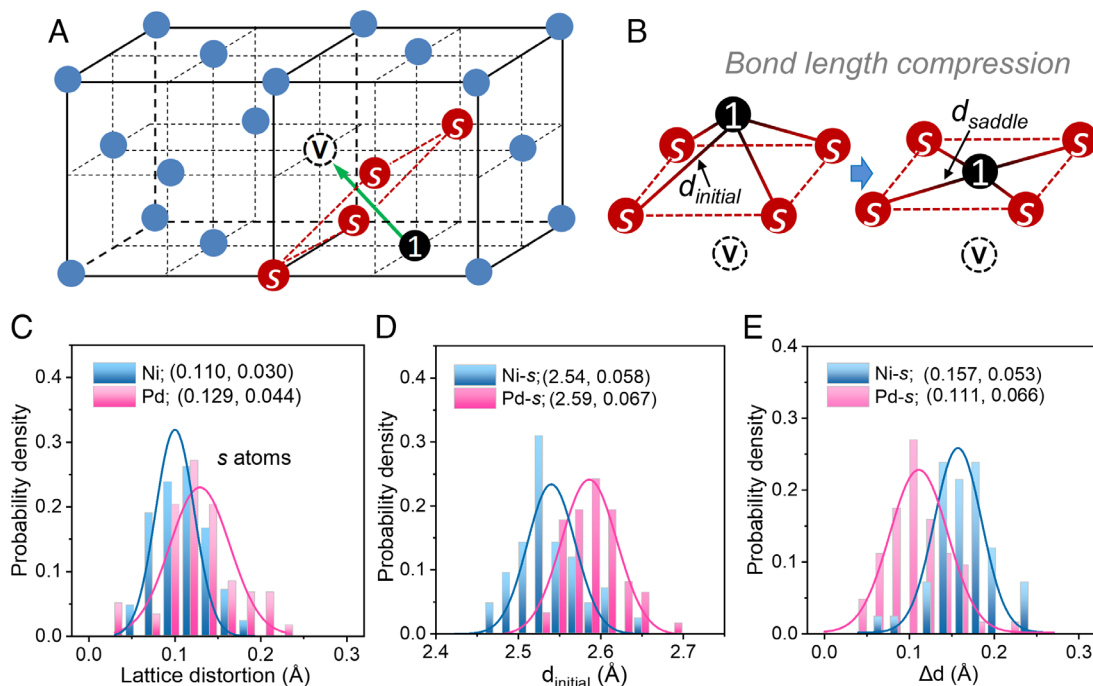 A
V
S
S
S
S
1
B
Bond length compression
1
S
S
S
S
d_initial
V
d_saddle
S
S
1
S
S
V
C
Ni; (0.110, 0.030)
Pd; (0.129, 0.044)
s atoms
Probability density
0.4
0.3
0.2
0.1
0.0
0.0 0.1 0.2 0.3
Lattice distortion (Å)
D
Ni-s; (2.54, 0.058)
Pd-s; (2.59, 0.067)
Probability density
0.4
0.3
0.2
0.1
0.0
2.4 2.5 2.6 2.7
d_initial (Å)
E
Ni-s; (0.157, 0.053)
Pd-s; (0.111, 0.066)
Probability density
0.4
0.3
0.2
0.1
0.0
0.0 0.1 0.2 0.3
Δd (Å)